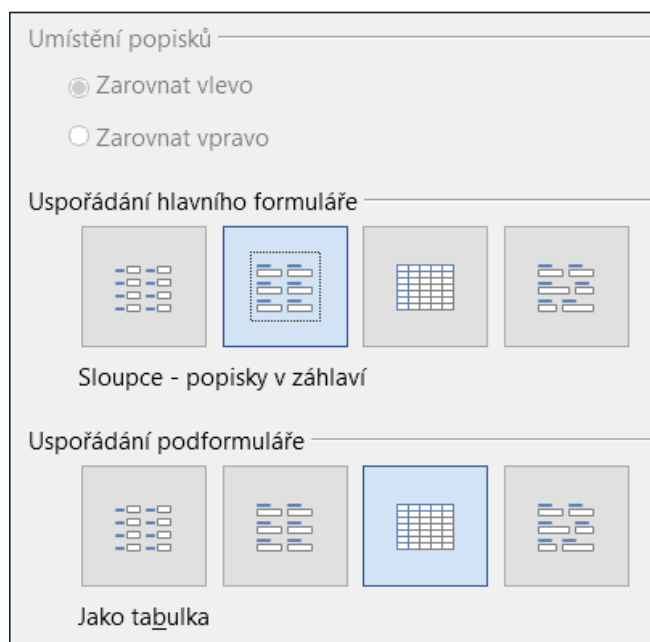 Umístění popisků
Zarovnat vlevo
Zarovnat vpravo
Uspořádání hlavního formuláře
Sloupce - popisky v záhlaví
Uspořádání podformuláře
Jako tabulka